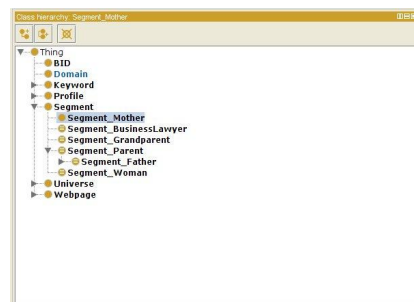 Class hierarchy: Segment_Mother
Thing
BID
Domain
Keyword
Profile
Segment
Segment_Mother
Segment_BusinessLawyer
Segment_Grandparent
Segment_Parent
Segment_Father
Segment_Woman
Universe
Webpage